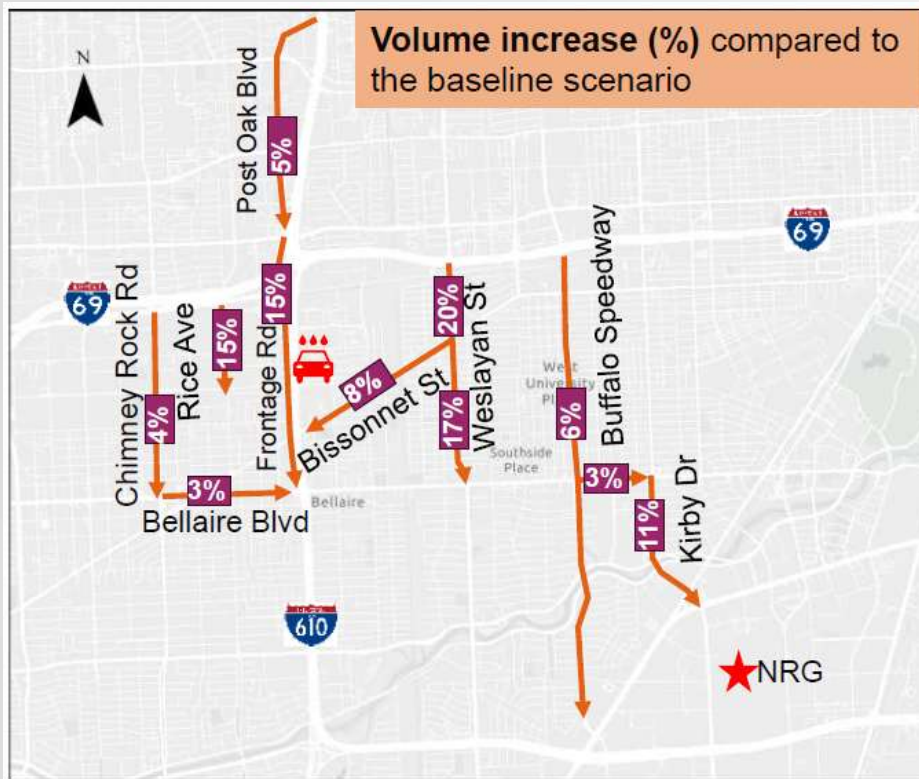 Volume increase (%) compared to
the baseline scenario
N
Post Oak Blvd
5%
69
69
Chimney Rock Rd
4%
Rice Ave
15%
Frontage Rd
15%
Bissonnet St
8%
20%
Weslayan St
17%
West
University
Buffalo Speedway
6%
Southside
Place
3%
11%
Kirby Dr
3%
Bellaire
Bellaire Blvd
610
NRG